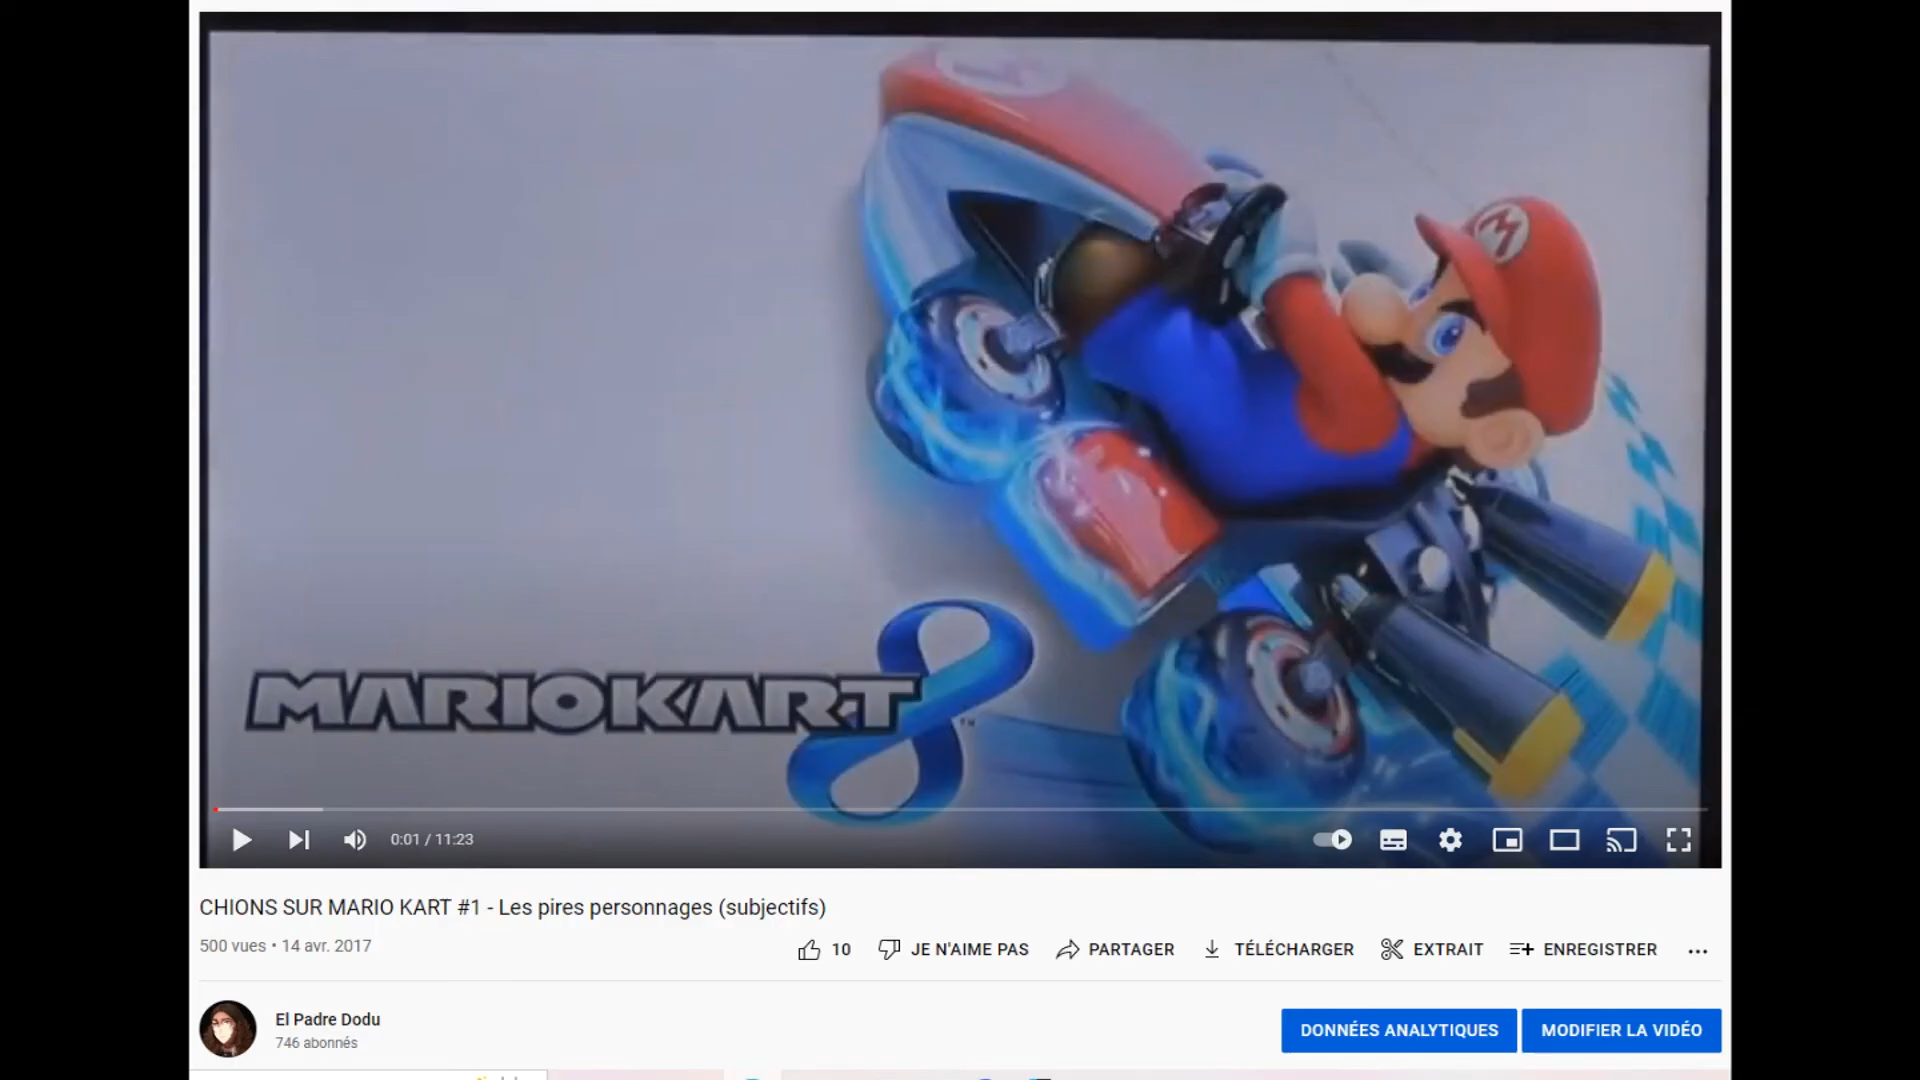 M
MARIOKART 8
TM
0:01 / 11:23
CHIONS SUR MARIO KART #1 - Les pires personnages (subjectifs)
500 vues • 14 avr. 2017
10 JE N'AIME PAS PARTAGER TÉLÉCHARGER EXTRAIT ENREGISTRER
El Padre Dodu
746 abonnés
DONNÉES ANALYTIQUES MODIFIER LA VIDÉO